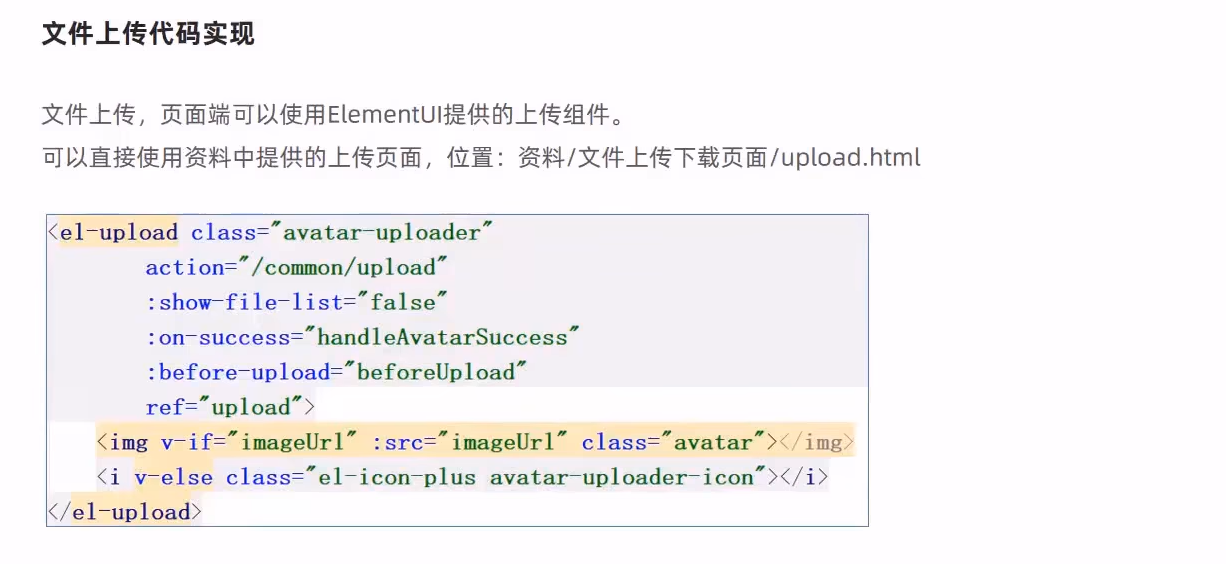 文件上传代码实现
文件上传，页面端可以使用ElementUI提供的上传组件。
可以直接使用资料中提供的上传页面，位置：资料/文件上传下载页面/upload.html
<el-upload class="avatar-uploader"
action="/common/upload"
:show-file-list="false"
:on-success="handleAvatarSuccess"
:before-upload="beforeUpload"
ref="upload">
<img v-if="imageUrl" :src="imageUrl" class="avatar"></img>
<i v-else class="el-icon-plus avatar-uploader-icon"></i>
</el-upload>